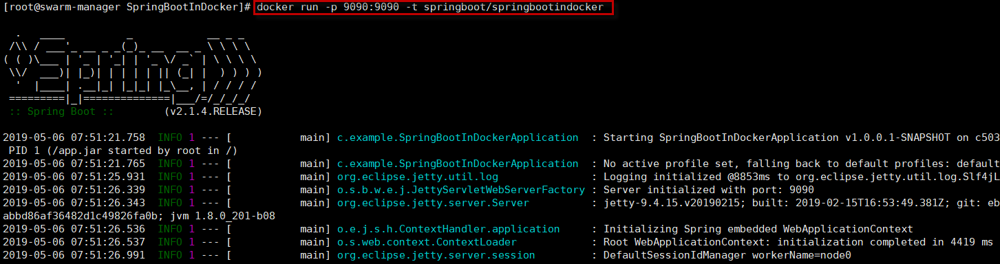 [root@swarm-manager SpringBootInDocker]# docker run -p 9090:9090 -t springboot/springbootindocker
  .   ____          _            __ _ _
 /\\ / ___'_ __ _ _(_)_ __  __ _ \ \ \ \
( ( )\___ | '_ | '_| | '_ \/ _` | \ \ \ \
 \\/  ___)| |_)| | | | | || (_| |  ) ) ) )
  '  |____| .__|_| |_|_| |_\__, | / / / /
 =========|_|==============|___/=/_/_/_/
 :: Spring Boot ::        (v2.1.4.RELEASE)
2019-05-06 07:51:21.758  INFO 1 --- [           main] c.example.SpringBootInDockerApplication  : Starting SpringBootInDockerApplication v1.0.0.1-SNAPSHOT on c503
 PID 1 (/app.jar started by root in /)
2019-05-06 07:51:21.765  INFO 1 --- [           main] c.example.SpringBootInDockerApplication  : No active profile set, falling back to default profiles: default
2019-05-06 07:51:25.931  INFO 1 --- [           main] org.eclipse.jetty.util.log               : Logging initialized @8853ms to org.eclipse.jetty.util.log.Slf4jL
2019-05-06 07:51:26.339  INFO 1 --- [           main] o.s.b.w.e.j.JettyServletWebServerFactory : Server initialized with port: 9090
2019-05-06 07:51:26.343  INFO 1 --- [           main] org.eclipse.jetty.server.Server          : jetty-9.4.15.v20190215; built: 2019-02-15T16:53:49.381Z; git: eb
abbd86af36482d1c49826fa0b; jvm 1.8.0_201-b08
2019-05-06 07:51:26.536  INFO 1 --- [           main] o.e.j.s.h.ContextHandler.application     : Initializing Spring embedded WebApplicationContext
2019-05-06 07:51:26.537  INFO 1 --- [           main] o.s.web.context.ContextLoader            : Root WebApplicationContext: initialization completed in 4419 ms
2019-05-06 07:51:26.991  INFO 1 --- [           main] org.eclipse.jetty.server.session         : DefaultSessionIdManager workerName=node0